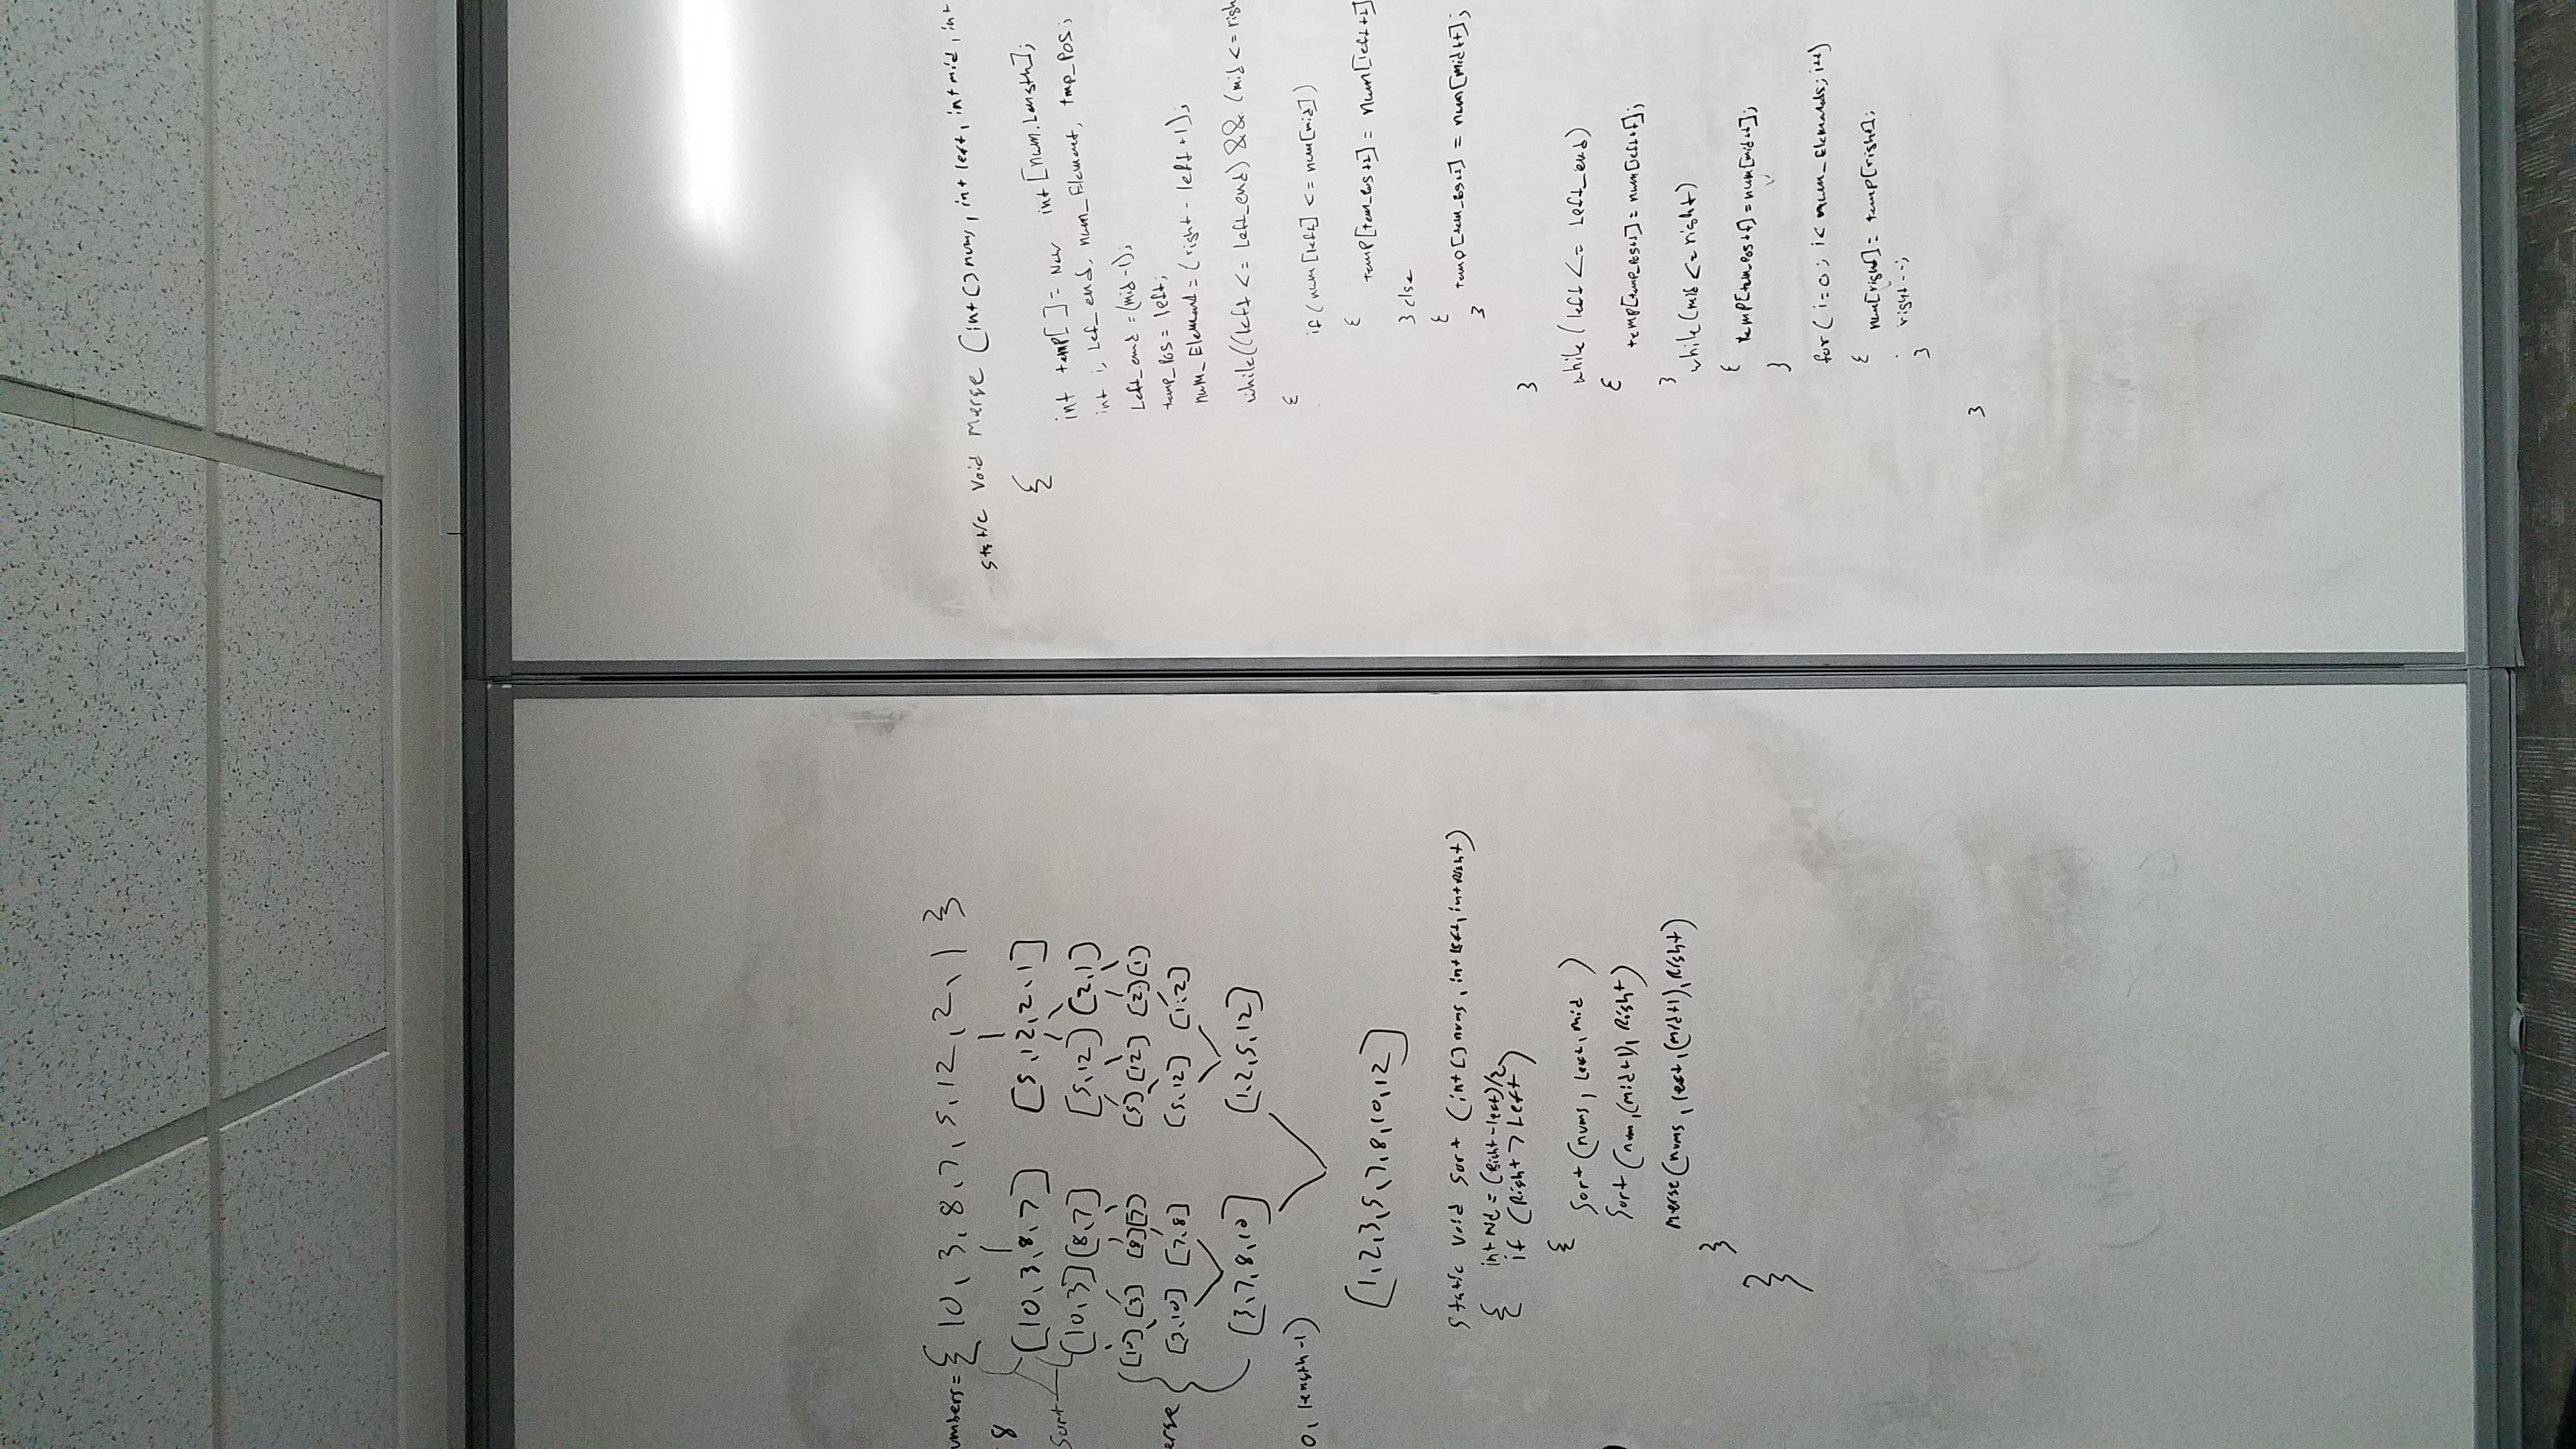 umbers = { 10, 3, 8, 7, 5, 12, 2, 1 }
8
[10, 3, 8, 7] [5, 12, 2, 1]
Sort
[10, 3] [8, 7] [5, 12] [2, 1]
[10] [3] [8] [7] [5] [12] [2] [1]
erge
[3, 10] [7, 8] [5, 12] [1, 2]
[3, 7, 8, 10] [1, 2, 5, 12]
0, length-1)
[1, 2, 3, 5, 7, 8, 10, 12]
Static Void Sort (int[] nums, int left, int Right)
{ int Mid = (Right - left)/2
if (Right > Left)
{
Sort (nums, left, mid )
Sort (num, (mid+1), Right)
Merge (nums, left, (mid+1), Right)
}
}
Static Void Merge (int[] nums, int left, int mid, int
{
int temp[ ] = New int [num.Length];
int i, Lef_end, num_Element, tmp_Pos;
Left_end = (mid -1);
temp_Pos = left;
num_Element = (right - left +1);
while((left <= Left_end) && (mid <= righ
{
if (num[left] <= num[mid])
{
temp[tem_Pos++] = num[left++]
} else
{
temp[tem_Pos++] = num[mid++];
}
}
while (left <= Left_end)
{
temp[temp_Pos++] = num[left++];
}
while (mid <= right)
{
temp[tem_Pos++] = num[mid++];
}
for ( i=0; i< num_Elements; i++)
{
num[right] = temp[right];
right--;
}
}